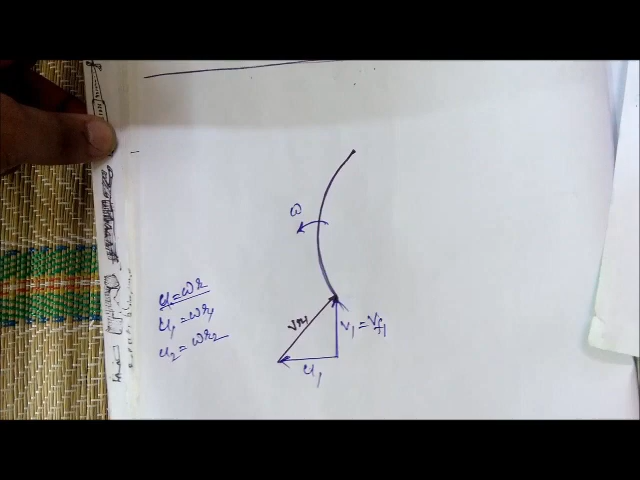 ω
u = ωr
u₁ = ωr₁
u₂ = ωr₂
Vr₁
V₁ = Vf₁
u₁